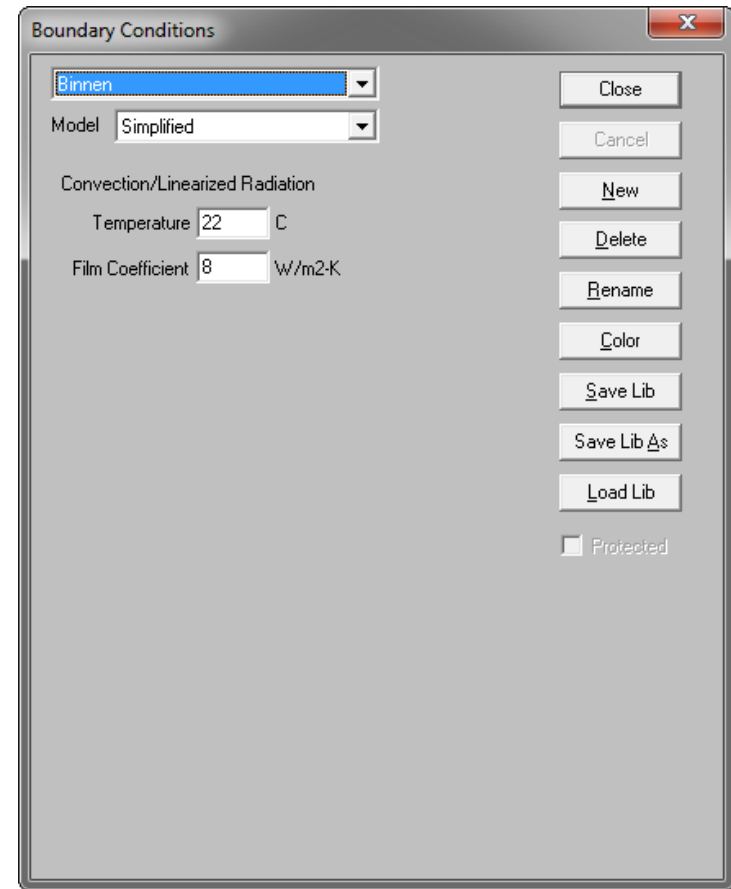 Boundary Conditions
Binnen
Model Simplified
Convection/Linearized Radiation
Temperature 22 C
Film Coefficient 8 W/m2-K
Close
Cancel
New
Delete
Rename
Color
Save Lib
Save Lib As
Load Lib
Protected